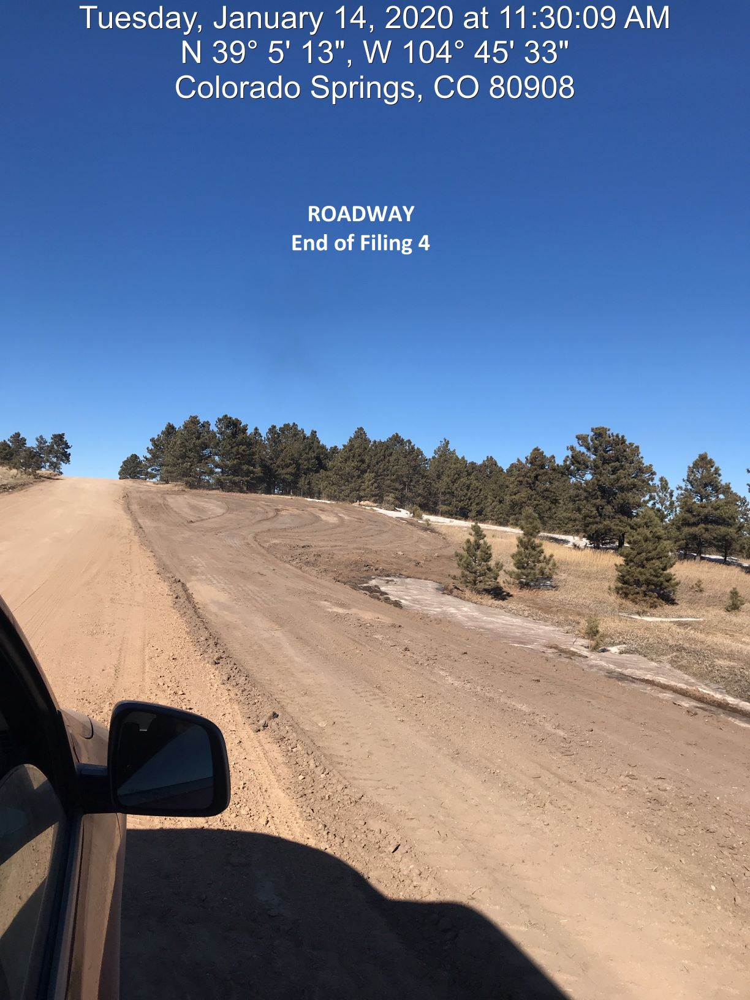 Tuesday, January 14, 2020 at 11:30:09 AM
N 39° 5' 13", W 104° 45' 33"
Colorado Springs, CO 80908
ROADWAY
End of Filing 4